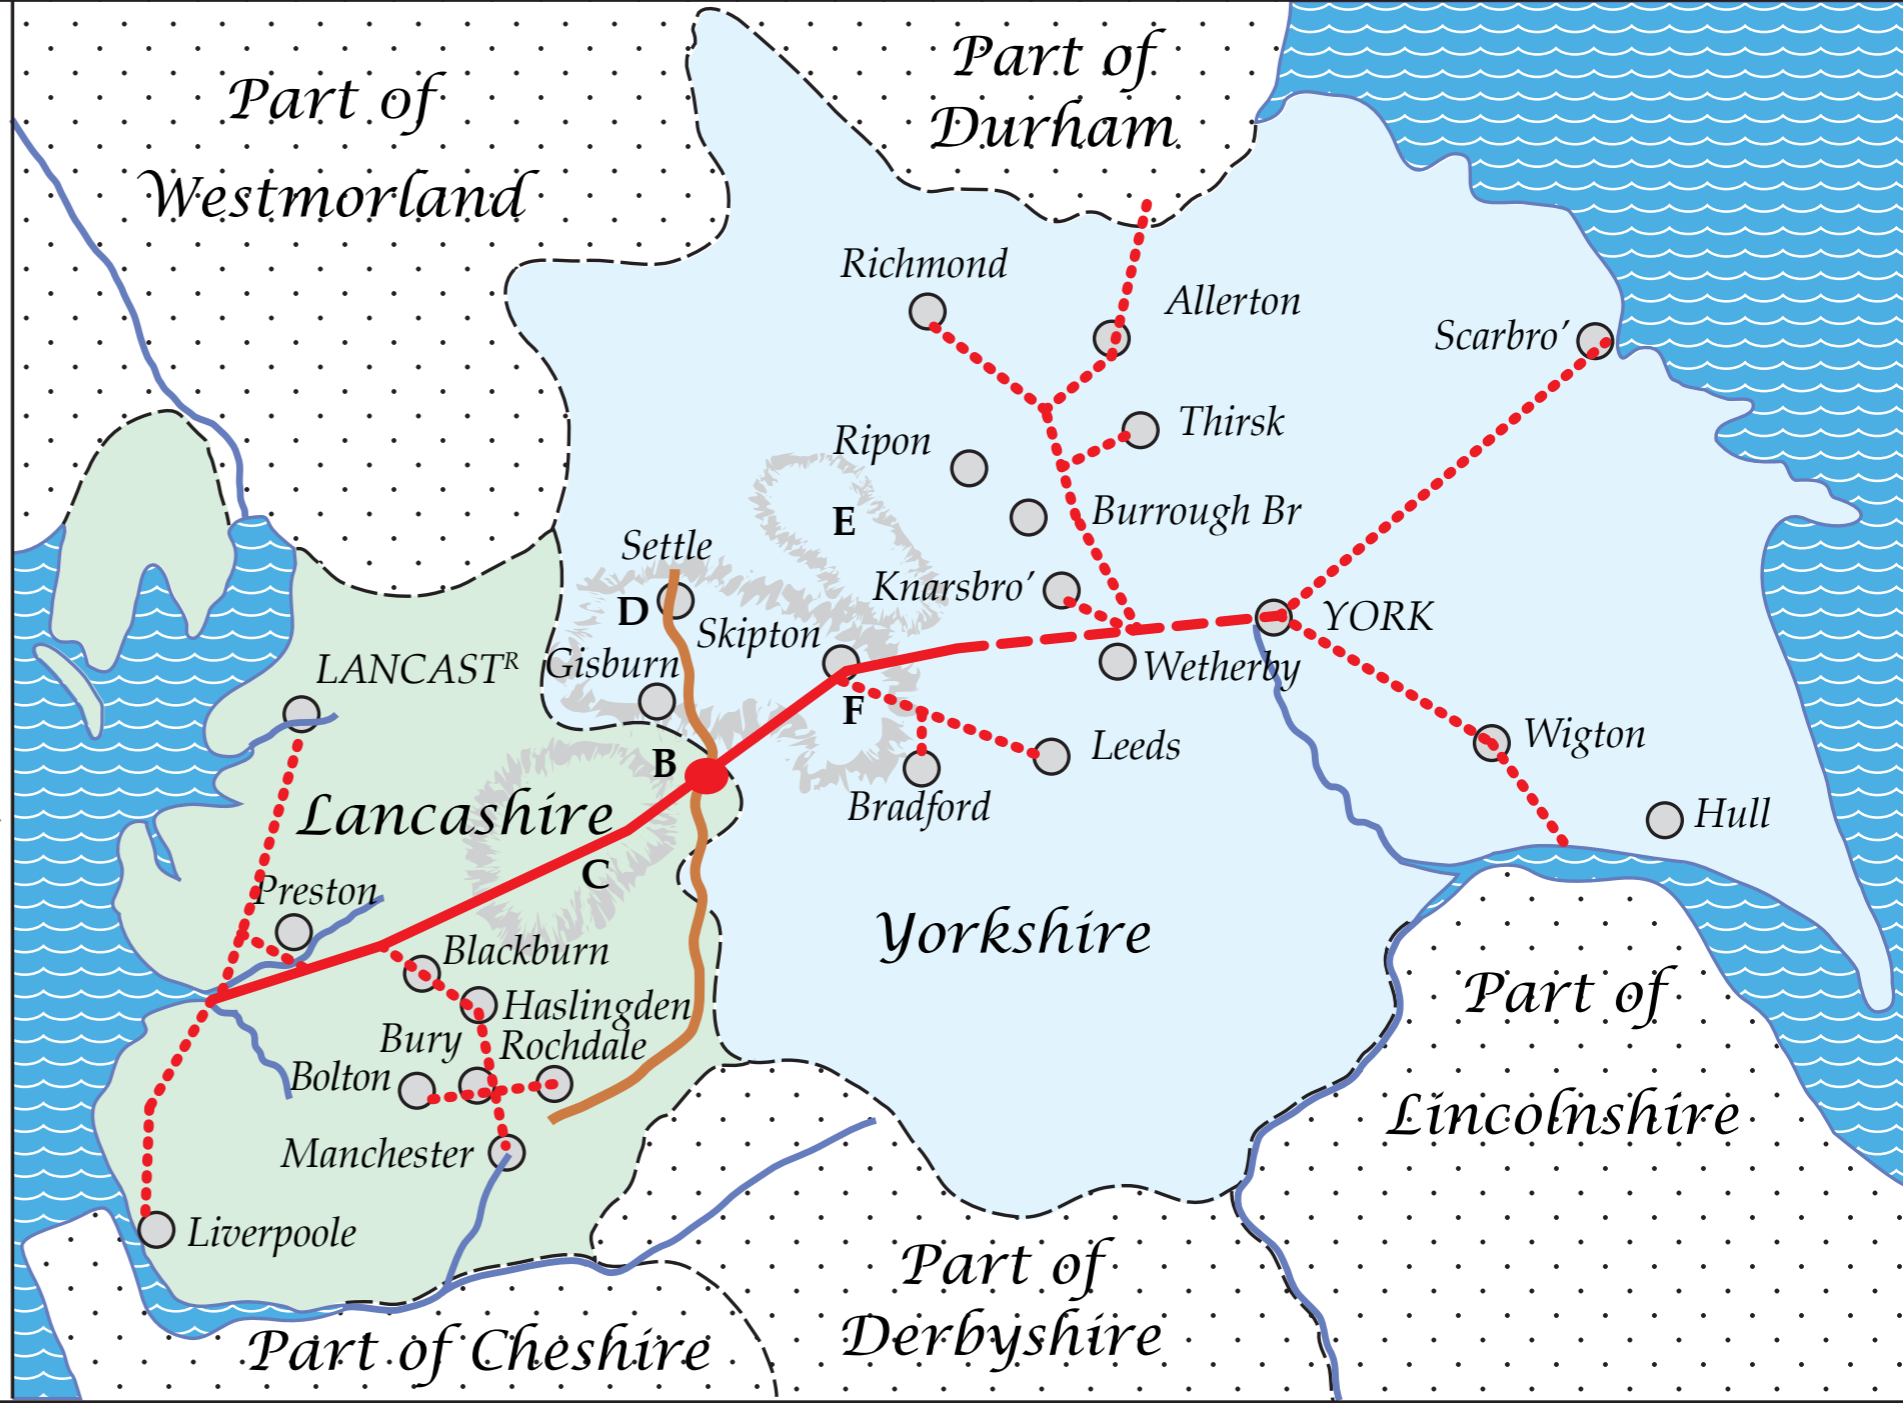 Part of
Westmorland
Part of
Durham
Richmond
Allerton
Scarbro’
Thirsk
Ripon
E
Burrough Br
Settle
Knarsbro’
D
Skipton
YORK
LANCASTᴿ
Gisburn
Wetherby
F
Wigton
Leeds
B
Bradford
Hull
Lancashire
C
Preston
Yorkshire
Blackburn
Haslingden
Part of
Lincolnshire
Bury
Rochdale
Bolton
Manchester
Liverpoole
Part of
Derbyshire
Part of Cheshire